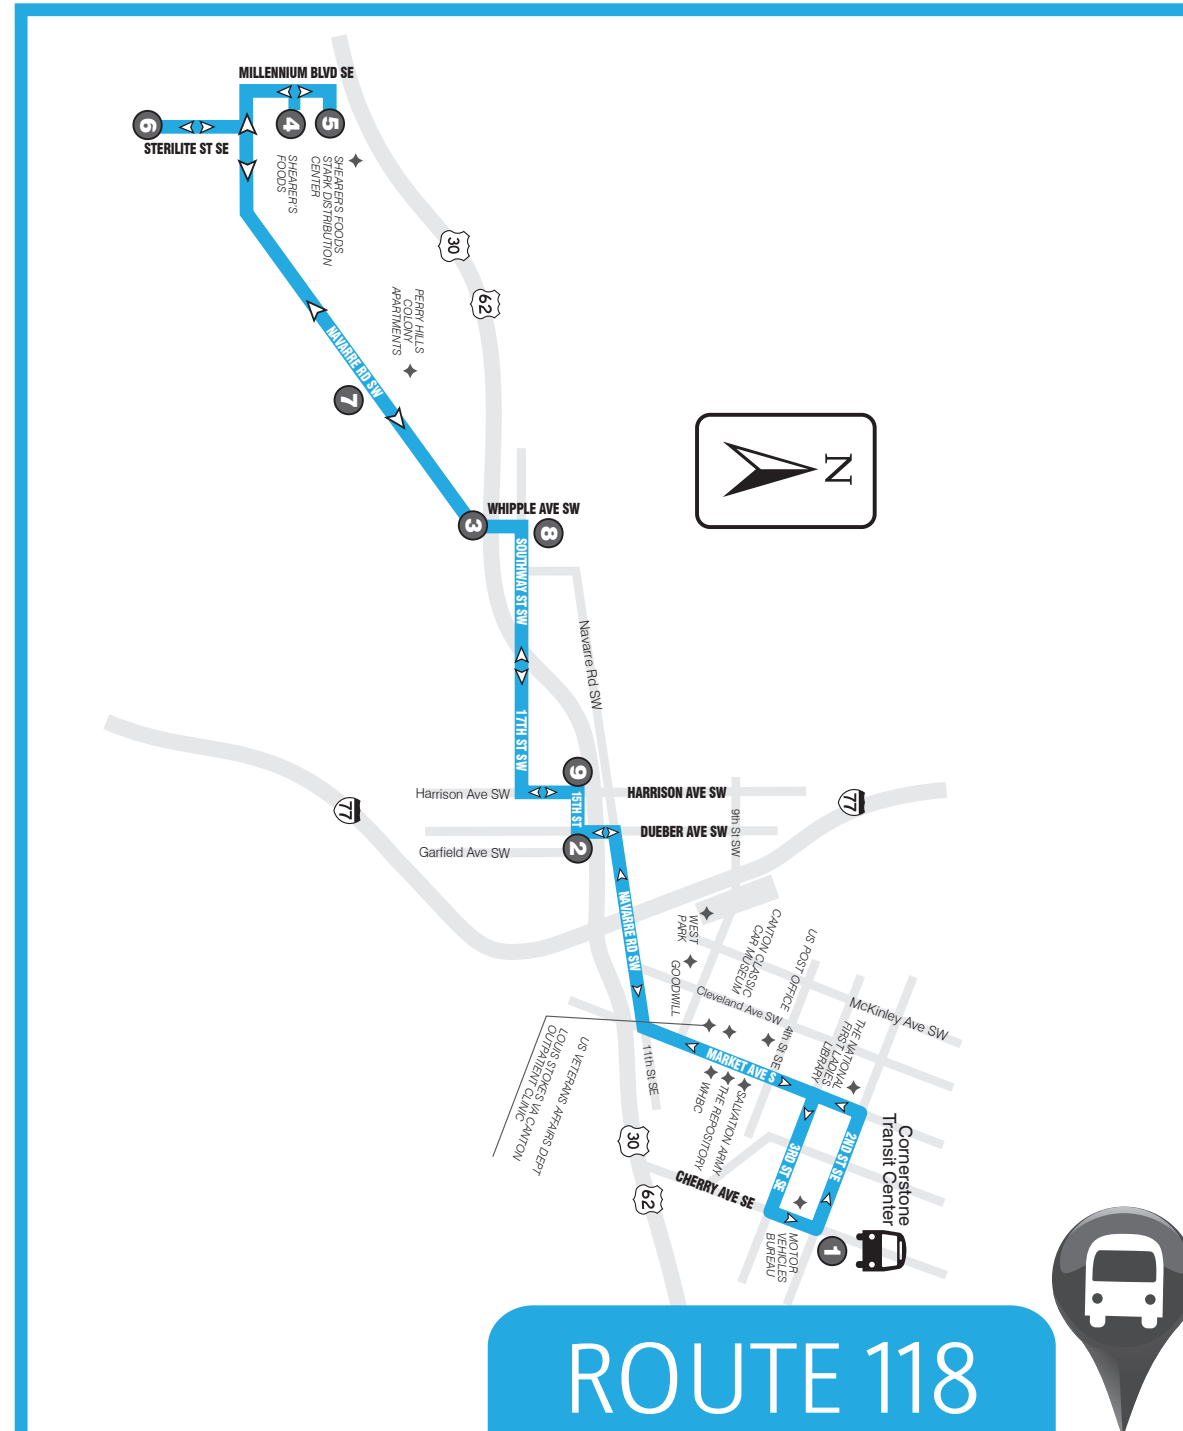 MILLENNIUM BLVD SE
6
4
5
STERILITE ST SE
SHEARER'S FOODS
STARK DISTRIBUTION
CENTER
SHEARER'S
FOODS
30
62
PERRY HILLS
COLONY
APARTMENTS
NAVARRE RD SW
7
N
WHIPPLE AVE SW
3
8
SOUTHWAY ST SW
Navarre Rd SW
17TH ST SW
9
Harrison Ave SW
15TH ST
HARRISON AVE SW
77
77
DUEBER AVE SW
9th St SW
Garfield Ave SW
2
NAVARRE RD SW
WEST
PARK
GOODWILL
CANTON CLASSIC
CAR MUSEUM
US POST OFFICE
Cleveland Ave SW
McKinley Ave SW
4th St SE
THE NATIONAL
FIRST LADIES
LIBRARY
11th St SE
MARKET AVE S
US VETERANS AFFAIRS DEPT
LOUIS STOKES VA CANTON
OUTPATIENT CLINIC
SALVATION ARMY
THE REPOSITORY
WHBC
2ND ST SE
3RD ST SE
Cornerstone
Transit Center
30
62
CHERRY AVE SE
MOTOR
VEHICLES
BUREAU
1
ROUTE 118